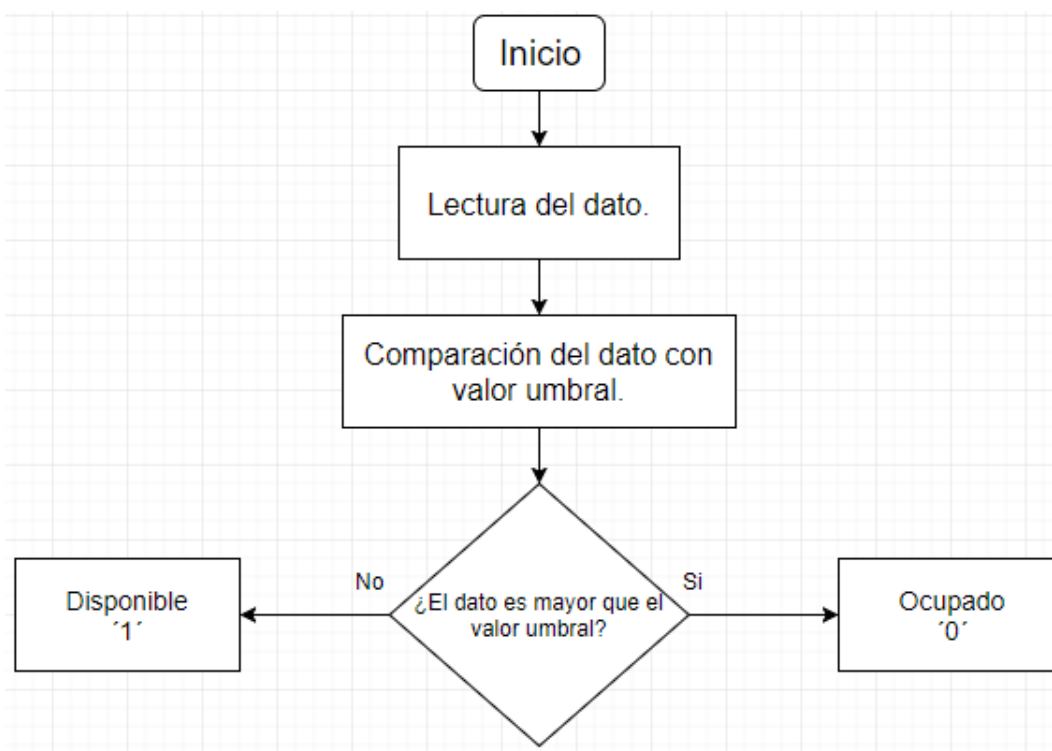 Inicio
Lectura del dato.
Comparación del dato con
valor umbral.
No
Si
Disponible
´1´
¿El dato es mayor que el
valor umbral?
Ocupado
´0´